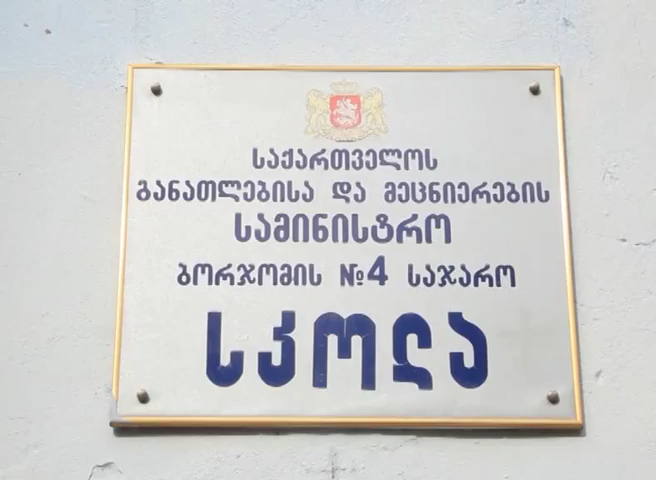 საქართველოს
განათლებისა და მეცნიერების
სამინისტრო
ბორჯომის №4 საჯარო
სკოლა